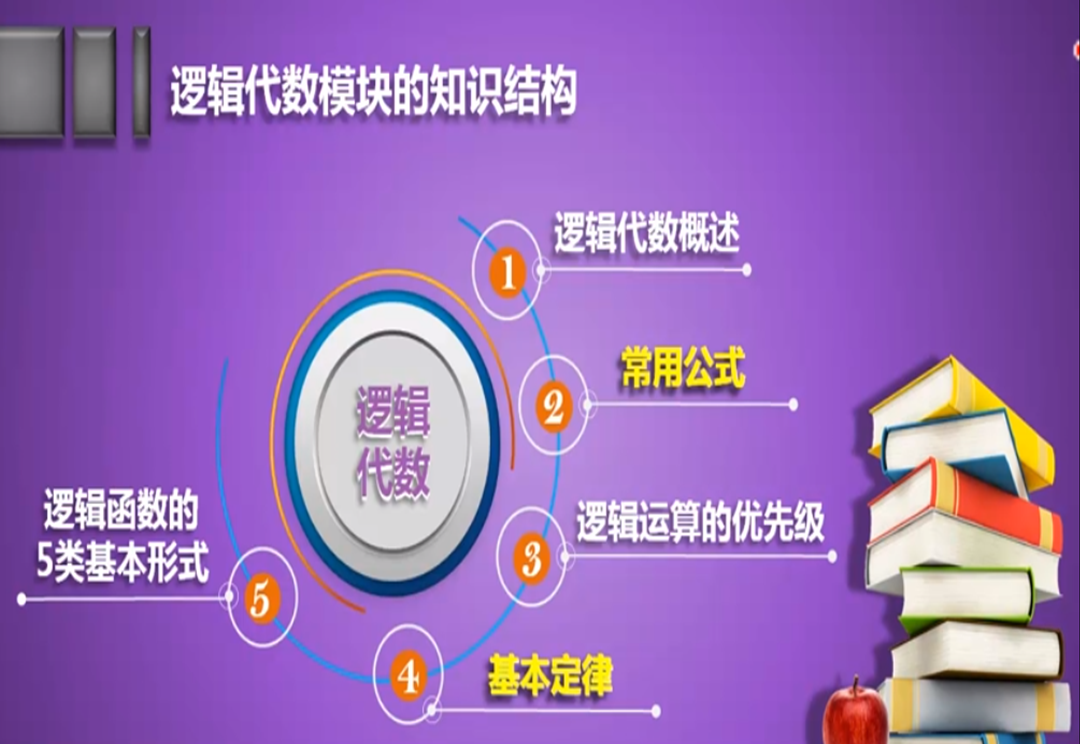 逻辑代数模块的知识结构
1
逻辑代数概述
2
常用公式
逻辑
代数
3
逻辑运算的优先级
逻辑函数的
5类基本形式
5
4
基本定律